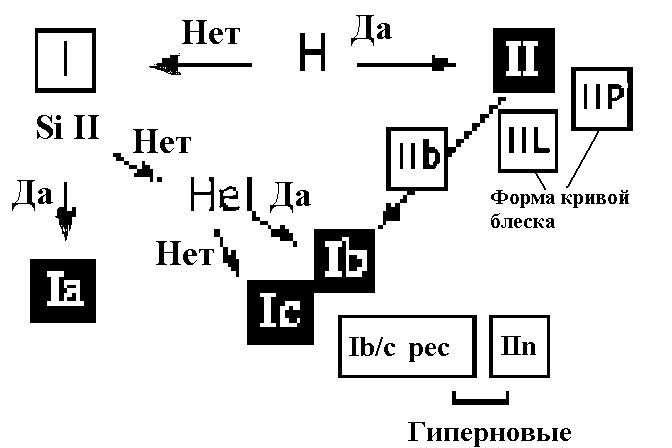 Нет H Да
I II
IIP
Si II Нет IIb IIL
Да HeI Да Форма кривой
блеска
Нет Ib
Ia Ic
Ib/c pec IIn
Гиперновые